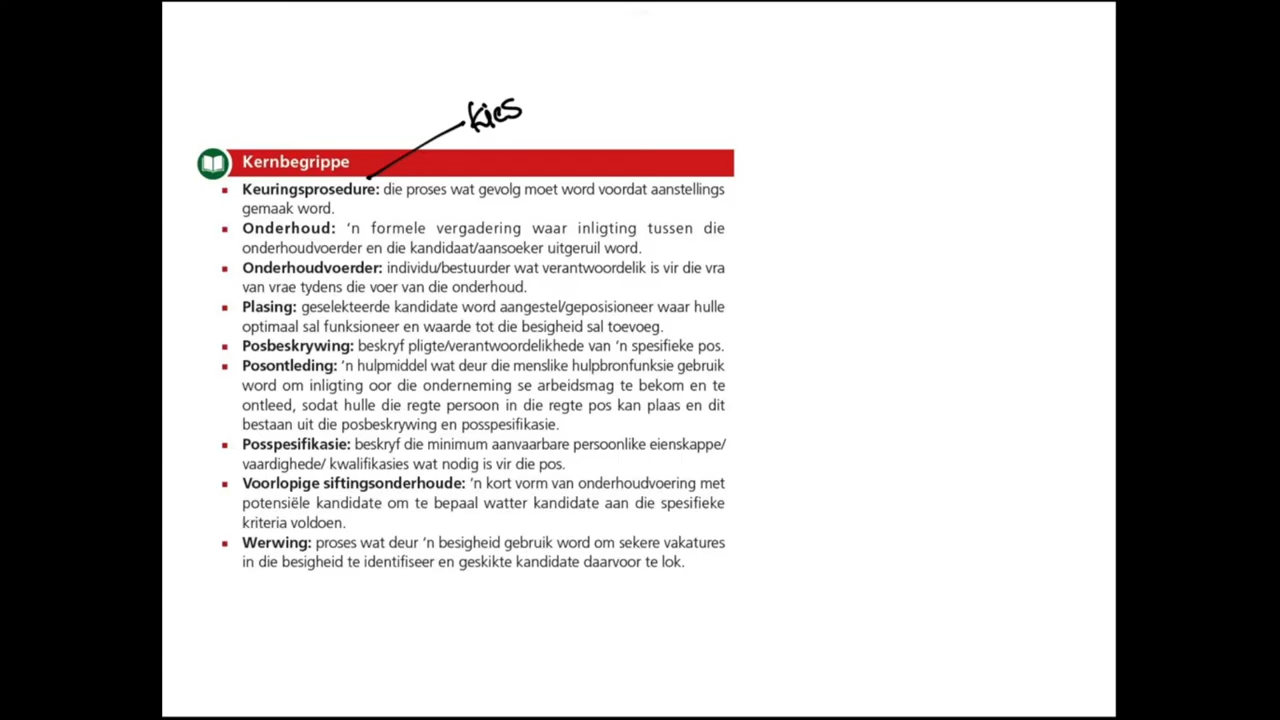 kies
Kernbegrippe
▪ Keuringsprosedure: die proses wat gevolg moet word voordat aanstellings
gemaak word.
▪ Onderhoud: ‘n formele vergadering waar inligting tussen die
onderhoudvoerder en die kandidaat/aansoeker uitgeruil word.
▪ Onderhoudvoerder: individu/bestuurder wat verantwoordelik is vir die vra
van vrae tydens die voer van die onderhoud.
▪ Plasing: geselekteerde kandidate word aangestel/geposisioneer waar hulle
optimaal sal funksioneer en waarde tot die besigheid sal toevoeg.
▪ Posbeskrywing: beskryf pligte/verantwoordelikhede van ‘n spesifieke pos.
▪ Posontleding: ‘n hulpmiddel wat deur die menslike hulpbronfunksie gebruik
word om inligting oor die onderneming se arbeidsmag te bekom en te
ontleed, sodat hulle die regte persoon in die regte pos kan plaas en dit
bestaan uit die posbeskrywing en posspesifikasie.
▪ Posspesifikasie: beskryf die minimum aanvaarbare persoonlike eienskappe/
vaardighede/ kwalifikasies wat nodig is vir die pos.
▪ Voorlopige siftingsonderhoude: ‘n kort vorm van onderhoudvoering met
potensiële kandidate om te bepaal watter kandidate aan die spesifieke
kriteria voldoen.
▪ Werwing: proses wat deur ‘n besigheid gebruik word om sekere vakatures
in die besigheid te identifiseer en geskikte kandidate daarvoor te lok.